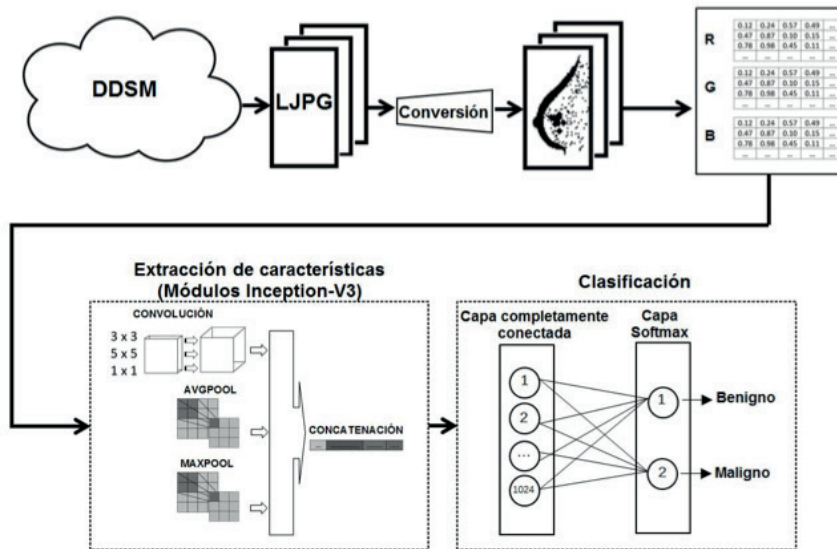 DDSM
LJPG
Conversión
R
0.12 0.24 0.57 0.49 ...
0.47 0.87 0.10 0.15 ...
0.78 0.98 0.45 0.11 ...
... ... ... ... ...
G
0.12 0.24 0.57 0.49 ...
0.47 0.87 0.10 0.15 ...
0.78 0.98 0.45 0.11 ...
... ... ... ... ...
B
0.12 0.24 0.57 0.49 ...
0.47 0.87 0.10 0.15 ...
0.78 0.98 0.45 0.11 ...
... ... ... ... ...
Extracción de características
(Módulos Inception-V3)
CONVOLUCIÓN
3 x 3
5 x 5
1 x 1
AVGPOOL
MAXPOOL
CONCATENACIÓN
Clasificación
Capa completamente
conectada
1
2
...
1024
Capa
Softmax
1
2
Benigno
Maligno